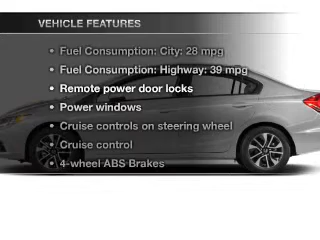 VEHICLE FEATURES
• Fuel Consumption: City: 28 mpg
• Fuel Consumption: Highway: 39 mpg
• Remote power door locks
• Power windows
• Cruise controls on steering wheel
• Cruise control
• 4-wheel ABS Brakes